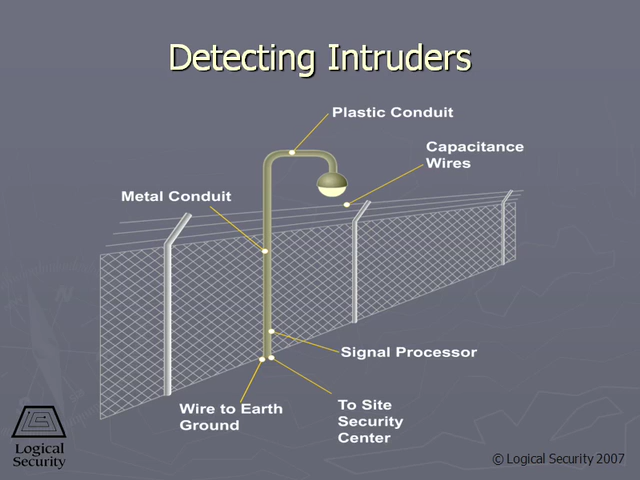 Detecting Intruders
Plastic Conduit
Capacitance
Wires
Metal Conduit
Signal Processor
Wire to Earth
Ground
To Site
Security
Center
Logical
Security
© Logical Security 2007